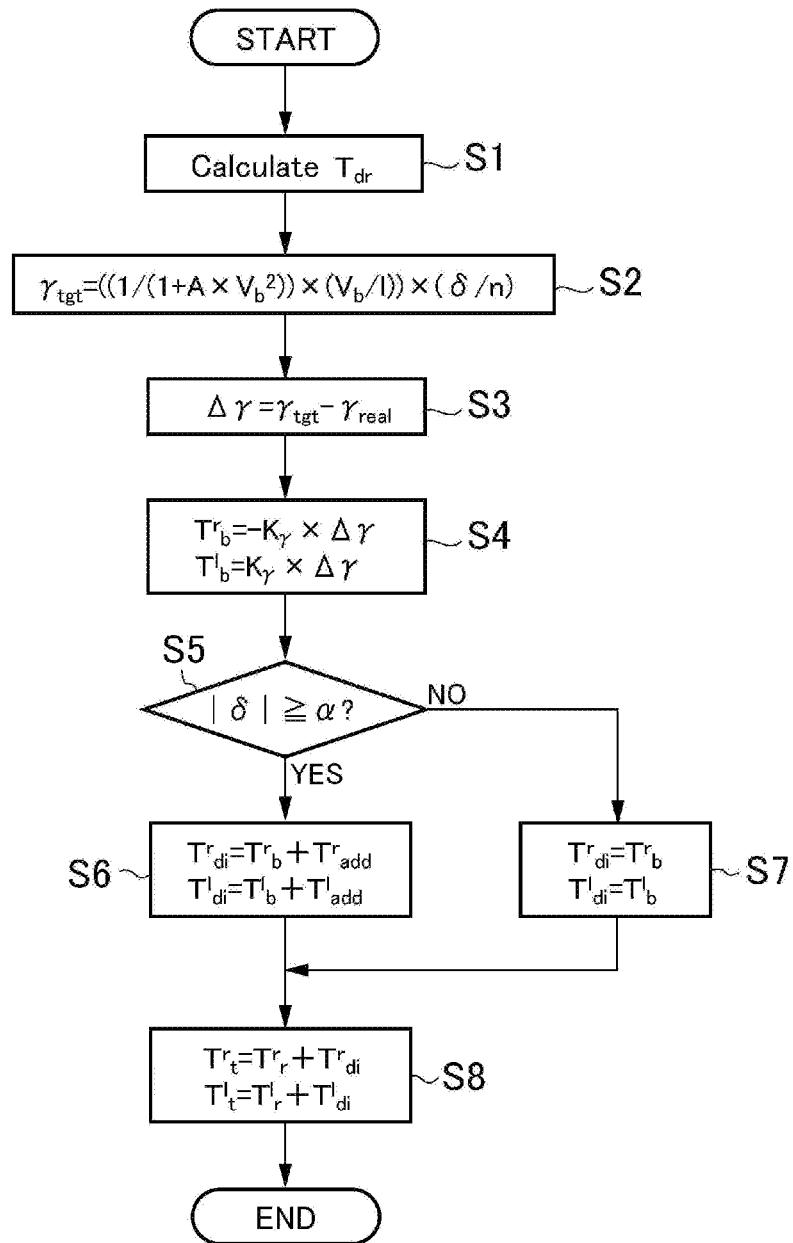 START
Calculate T_dr
S1
γ_tgt=((1/(1+A×V_b²))×(V_b/l))×(δ/n)
S2
Δγ=γ_tgt-γ_real
S3
T^r_b=-K_γ×Δγ
T^l_b=K_γ×Δγ
S4
S5
|δ|≧α?
NO
YES
T^r_di=T^r_b+T^r_add
T^l_di=T^l_b+T^l_add
S6
T^r_di=T^r_b
T^l_di=T^l_b
S7
T^r_t=T^r_r+T^r_di
T^l_t=T^l_r+T^l_di
S8
END